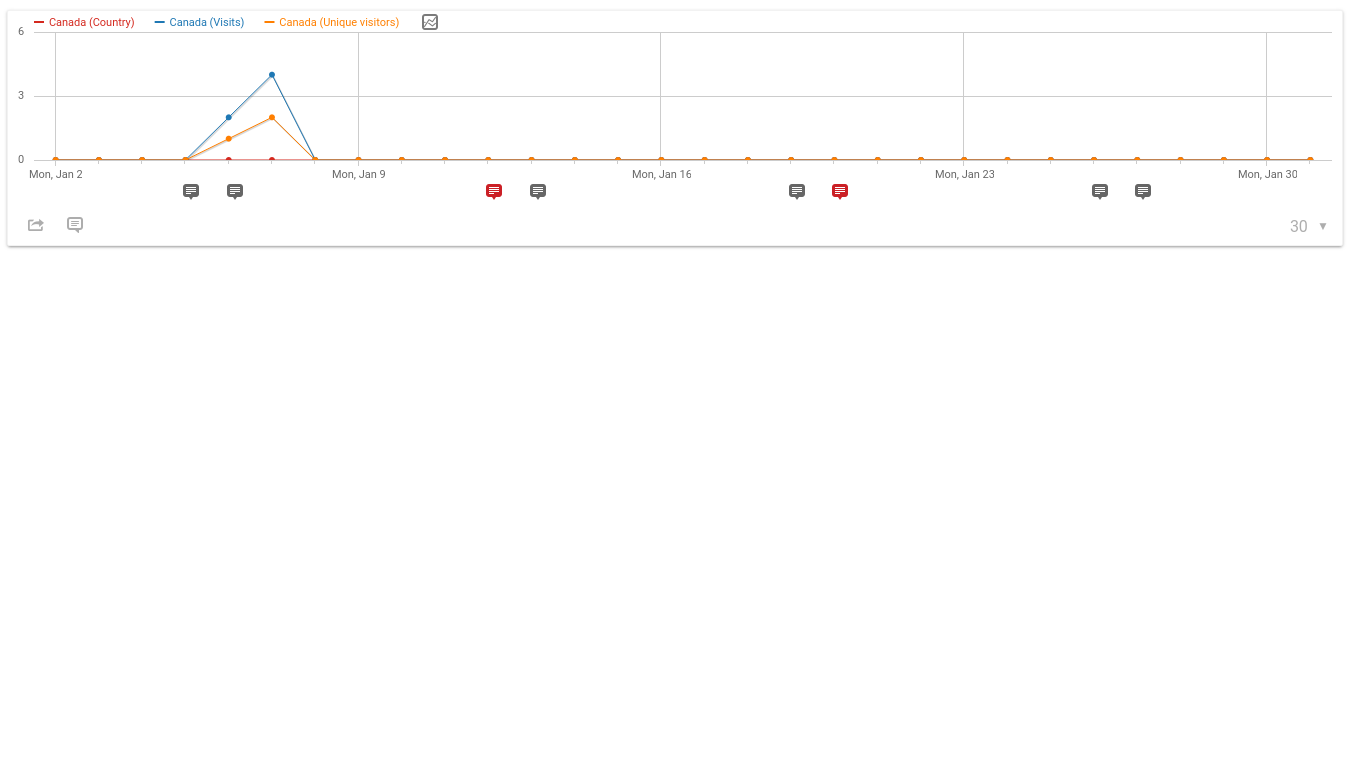 Canada (Country) Canada (Visits) Canada (Unique visitors)
6
3
0
Mon, Jan 2 Mon, Jan 9 Mon, Jan 16 Mon, Jan 23 Mon, Jan 30
30